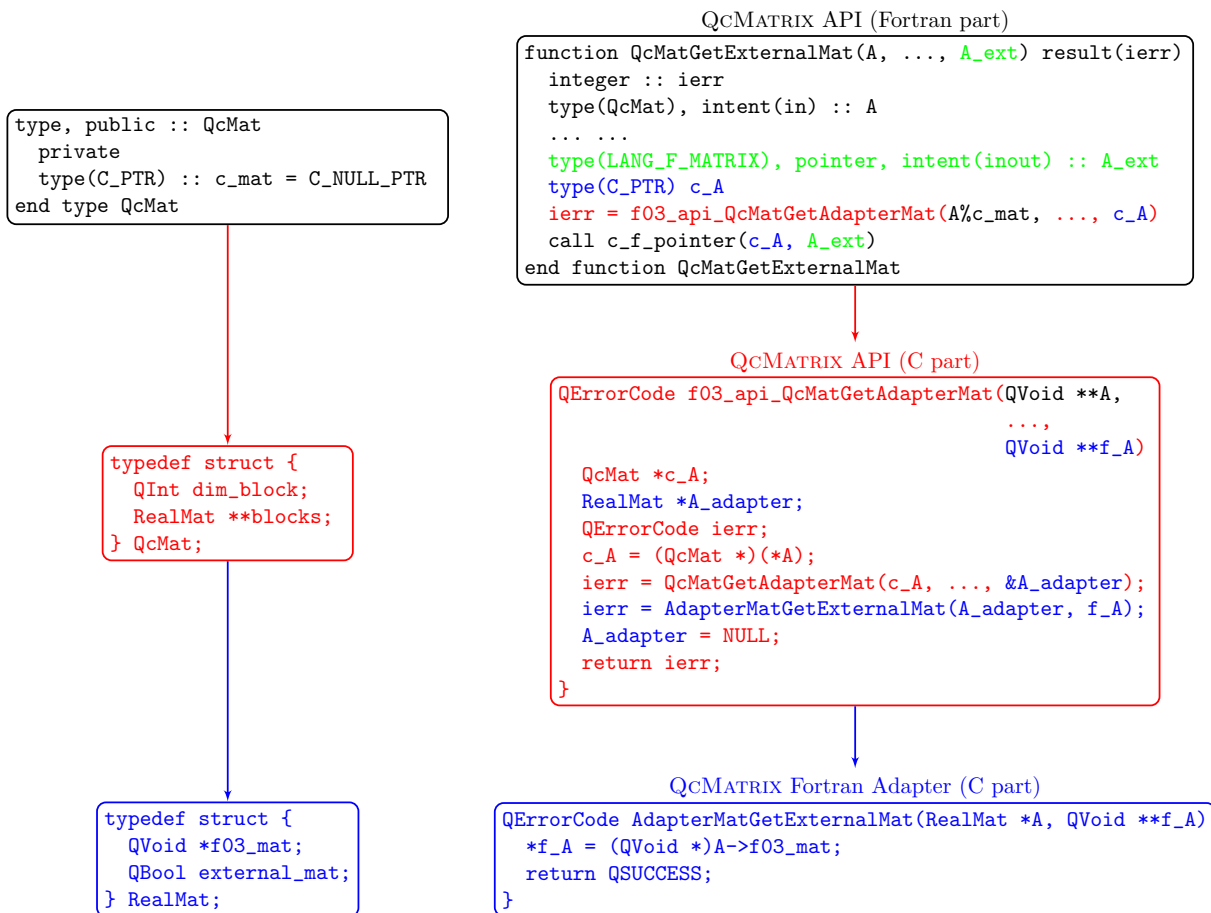 type, public :: QcMat
  private
  type(C_PTR) :: c_mat = C_NULL_PTR
end type QcMat
typedef struct {
  QInt dim_block;
  RealMat **blocks;
} QcMat;
typedef struct {
  QVoid *f03_mat;
  QBool external_mat;
} RealMat;
QcMatrix API (Fortran part)
function QcMatGetExternalMat(A, ..., A_ext) result(ierr)
  integer :: ierr
  type(QcMat), intent(in) :: A
  ... ...
  type(LANG_F_MATRIX), pointer, intent(inout) :: A_ext
  type(C_PTR) c_A
  ierr = f03_api_QcMatGetAdapterMat(A%c_mat, ..., c_A)
  call c_f_pointer(c_A, A_ext)
end function QcMatGetExternalMat
QcMatrix API (C part)
QErrorCode f03_api_QcMatGetAdapterMat(QVoid **A,
                                      ...,
                                      QVoid **f_A)
  QcMat *c_A;
  RealMat *A_adapter;
  QErrorCode ierr;
  c_A = (QcMat *)(*A);
  ierr = QcMatGetAdapterMat(c_A, ..., &A_adapter);
  ierr = AdapterMatGetExternalMat(A_adapter, f_A);
  A_adapter = NULL;
  return ierr;
}
QcMatrix Fortran Adapter (C part)
QErrorCode AdapterMatGetExternalMat(RealMat *A, QVoid **f_A)
  *f_A = (QVoid *)A->f03_mat;
  return QSUCCESS;
}